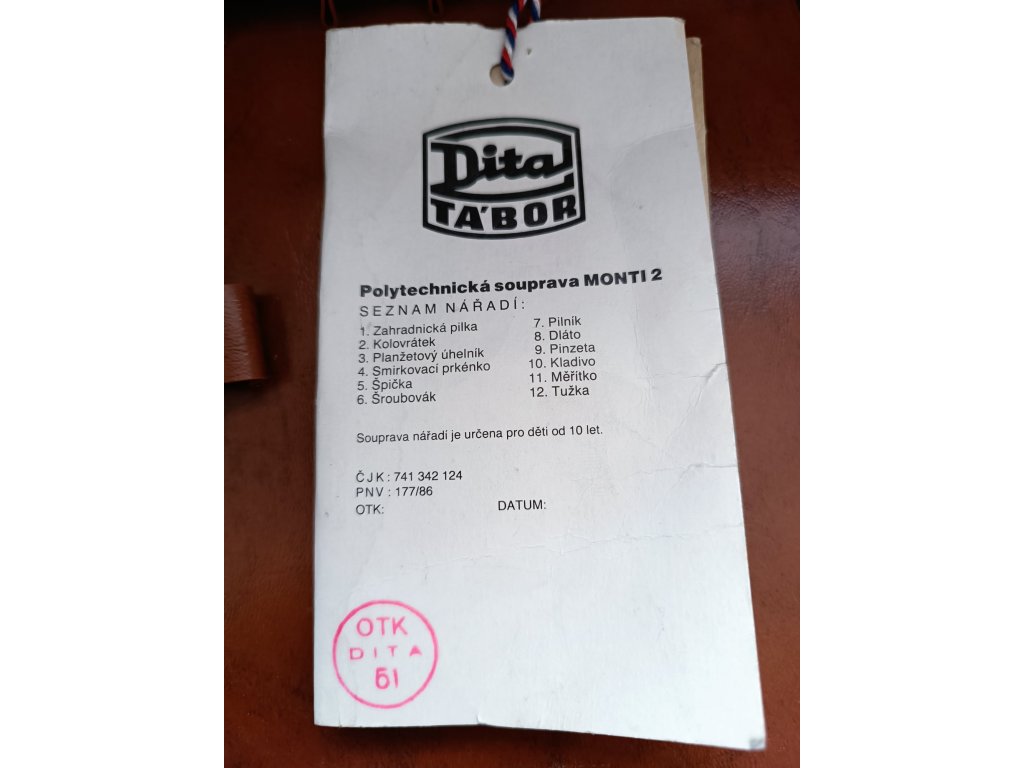 Dita
TÁBOR
Polytechnická souprava MONTI 2
SEZNAM NÁŘADÍ:
1. Zahradnická pilka
2. Kolovrátek
3. Planžetový úhelník
4. Smirkovací prkénko
5. Špička
6. Šroubovák
7. Pilník
8. Dláto
9. Pinzeta
10. Kladivo
11. Měřítko
12. Tužka
Souprava nářadí je určena pro děti od 10 let.
ČJK: 741 342 124
PNV: 177/86
OTK: DATUM:
OTK
DITA
51